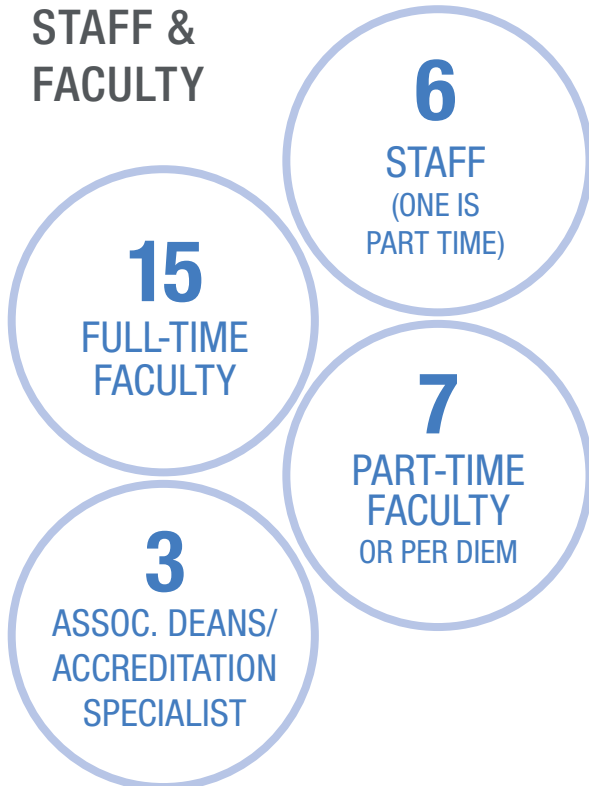 STAFF &
FACULTY
6
STAFF
(ONE IS
PART TIME)
15
FULL-TIME
FACULTY
7
PART-TIME
FACULTY
OR PER DIEM
3
ASSOC. DEANS/
ACCREDITATION
SPECIALIST